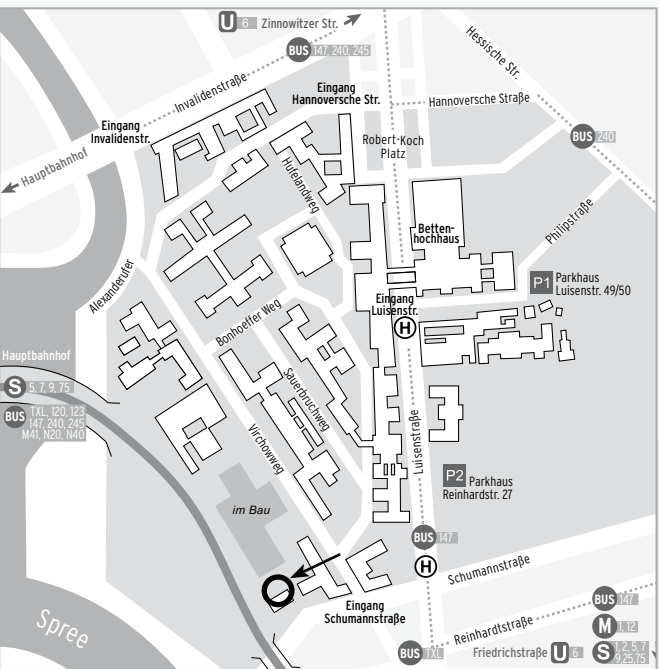 U 6 Zinnowitzer Str.
BUS 147, 240, 245
Hessische Str.
Invalidenstraße
Eingang
Hannoversche Str.
Hannoversche Straße
Eingang
Invalidenstr.
Robert-Koch
Platz
BUS 240
Hauptbahnhof
Hufelandweg
Philipstraße
Betten-
hochhaus
Alexanderufer
P1 Parkhaus
Luisenstr. 49/50
Eingang
Luisenstr.
H
Bonhoeffer Weg
Hauptbahnhof
S 5, 7, 9, 75
BUS TXL, 120, 123
147, 240, 245
M41, N20, N40
Sauerbruchweg
Virchowweg
Luisenstraße
P2 Parkhaus
Reinhardstr. 27
im Bau
BUS 147
H
Schumannstraße
Eingang
Schumannstraße
BUS 147
Spree
Reinhardtstraße
M 1, 12
BUS TXL
Friedrichstraße U 6 S 1, 2, 5, 7
9,25,75